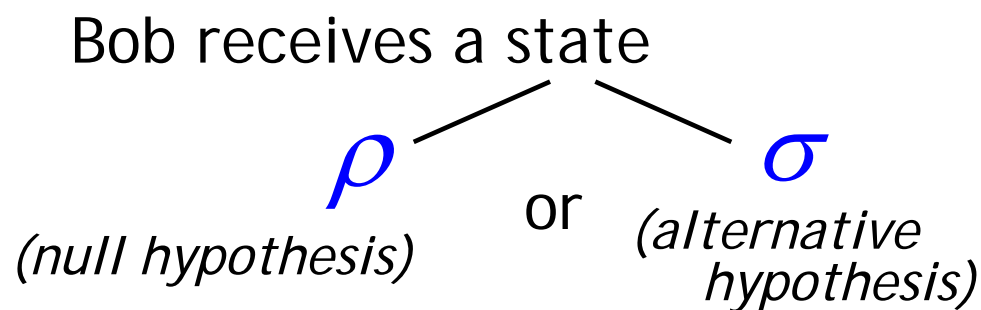 Bob receives a state
ρ
σ
or
(null hypothesis)
(alternative
hypothesis)